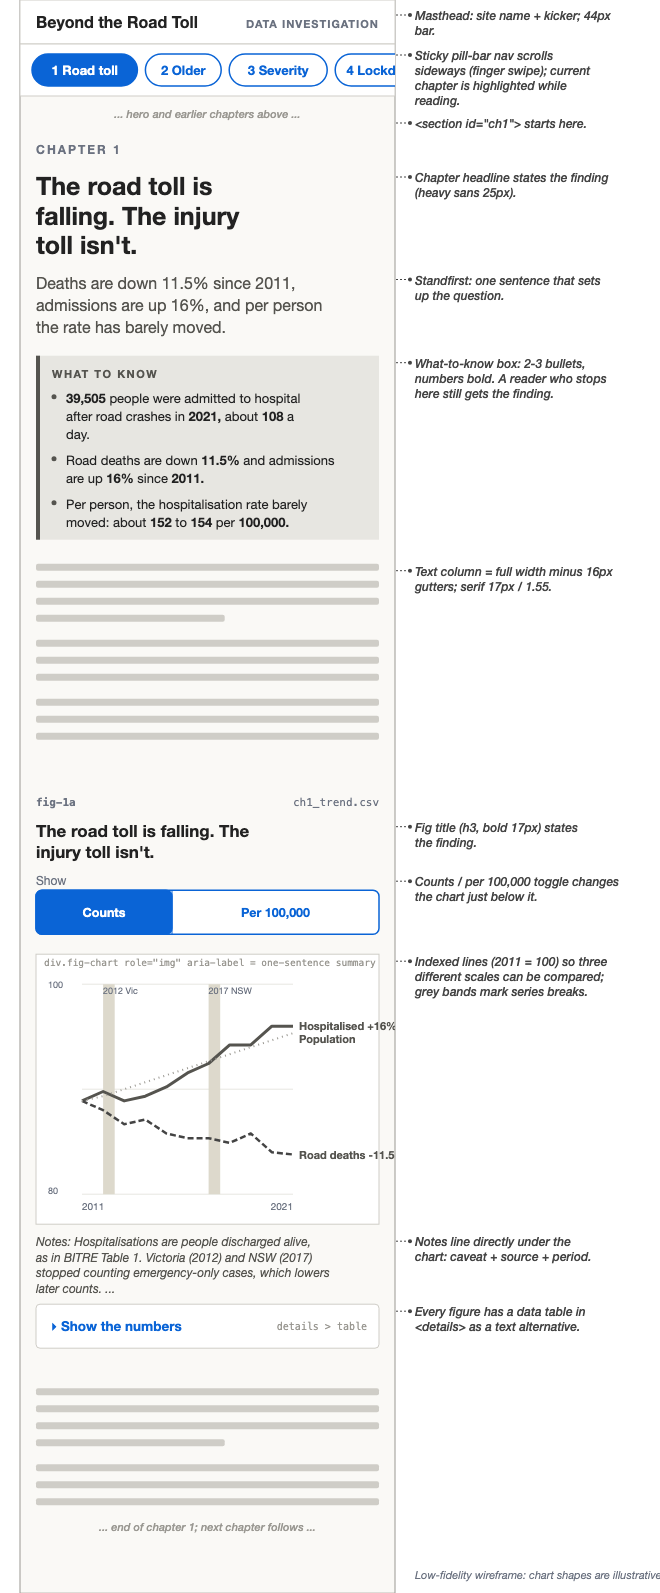 Beyond the Road Toll
DATA INVESTIGATION
1 Road toll
2 Older
3 Severity
4 Lockd
... hero and earlier chapters above ...
CHAPTER 1
The road toll is
falling. The injury
toll isn't.
Deaths are down 11.5% since 2011,
admissions are up 16%, and per person
the rate has barely moved.
WHAT TO KNOW
• 39,505 people were admitted to hospital
after road crashes in 2021, about 108 a
day.
• Road deaths are down 11.5% and admissions
are up 16% since 2011.
• Per person, the hospitalisation rate barely
moved: about 152 to 154 per 100,000.
fig-1a
ch1_trend.csv
The road toll is falling. The
injury toll isn't.
Show
Counts
Per 100,000
div.fig-chart role="img" aria-label = one-sentence summary
100
2012 Vic
2017 NSW
Hospitalised +16%
Population
Road deaths -11.5
80
2011
2021
Notes: Hospitalisations are people discharged alive,
as in BITRE Table 1. Victoria (2012) and NSW (2017)
stopped counting emergency-only cases, which lowers
later counts. ...
Show the numbers
details > table
... end of chapter 1; next chapter follows ...
Masthead: site name + kicker; 44px
bar.
Sticky pill-bar nav scrolls
sideways (finger swipe); current
chapter is highlighted while
reading.
<section id="ch1"> starts here.
Chapter headline states the finding
(heavy sans 25px).
Standfirst: one sentence that sets
up the question.
What-to-know box: 2-3 bullets,
numbers bold. A reader who stops
here still gets the finding.
Text column = full width minus 16px
gutters; serif 17px / 1.55.
Fig title (h3, bold 17px) states
the finding.
Counts / per 100,000 toggle changes
the chart just below it.
Indexed lines (2011 = 100) so three
different scales can be compared;
grey bands mark series breaks.
Notes line directly under the
chart: caveat + source + period.
Every figure has a data table in
<details> as a text alternative.
Low-fidelity wireframe: chart shapes are illustrative